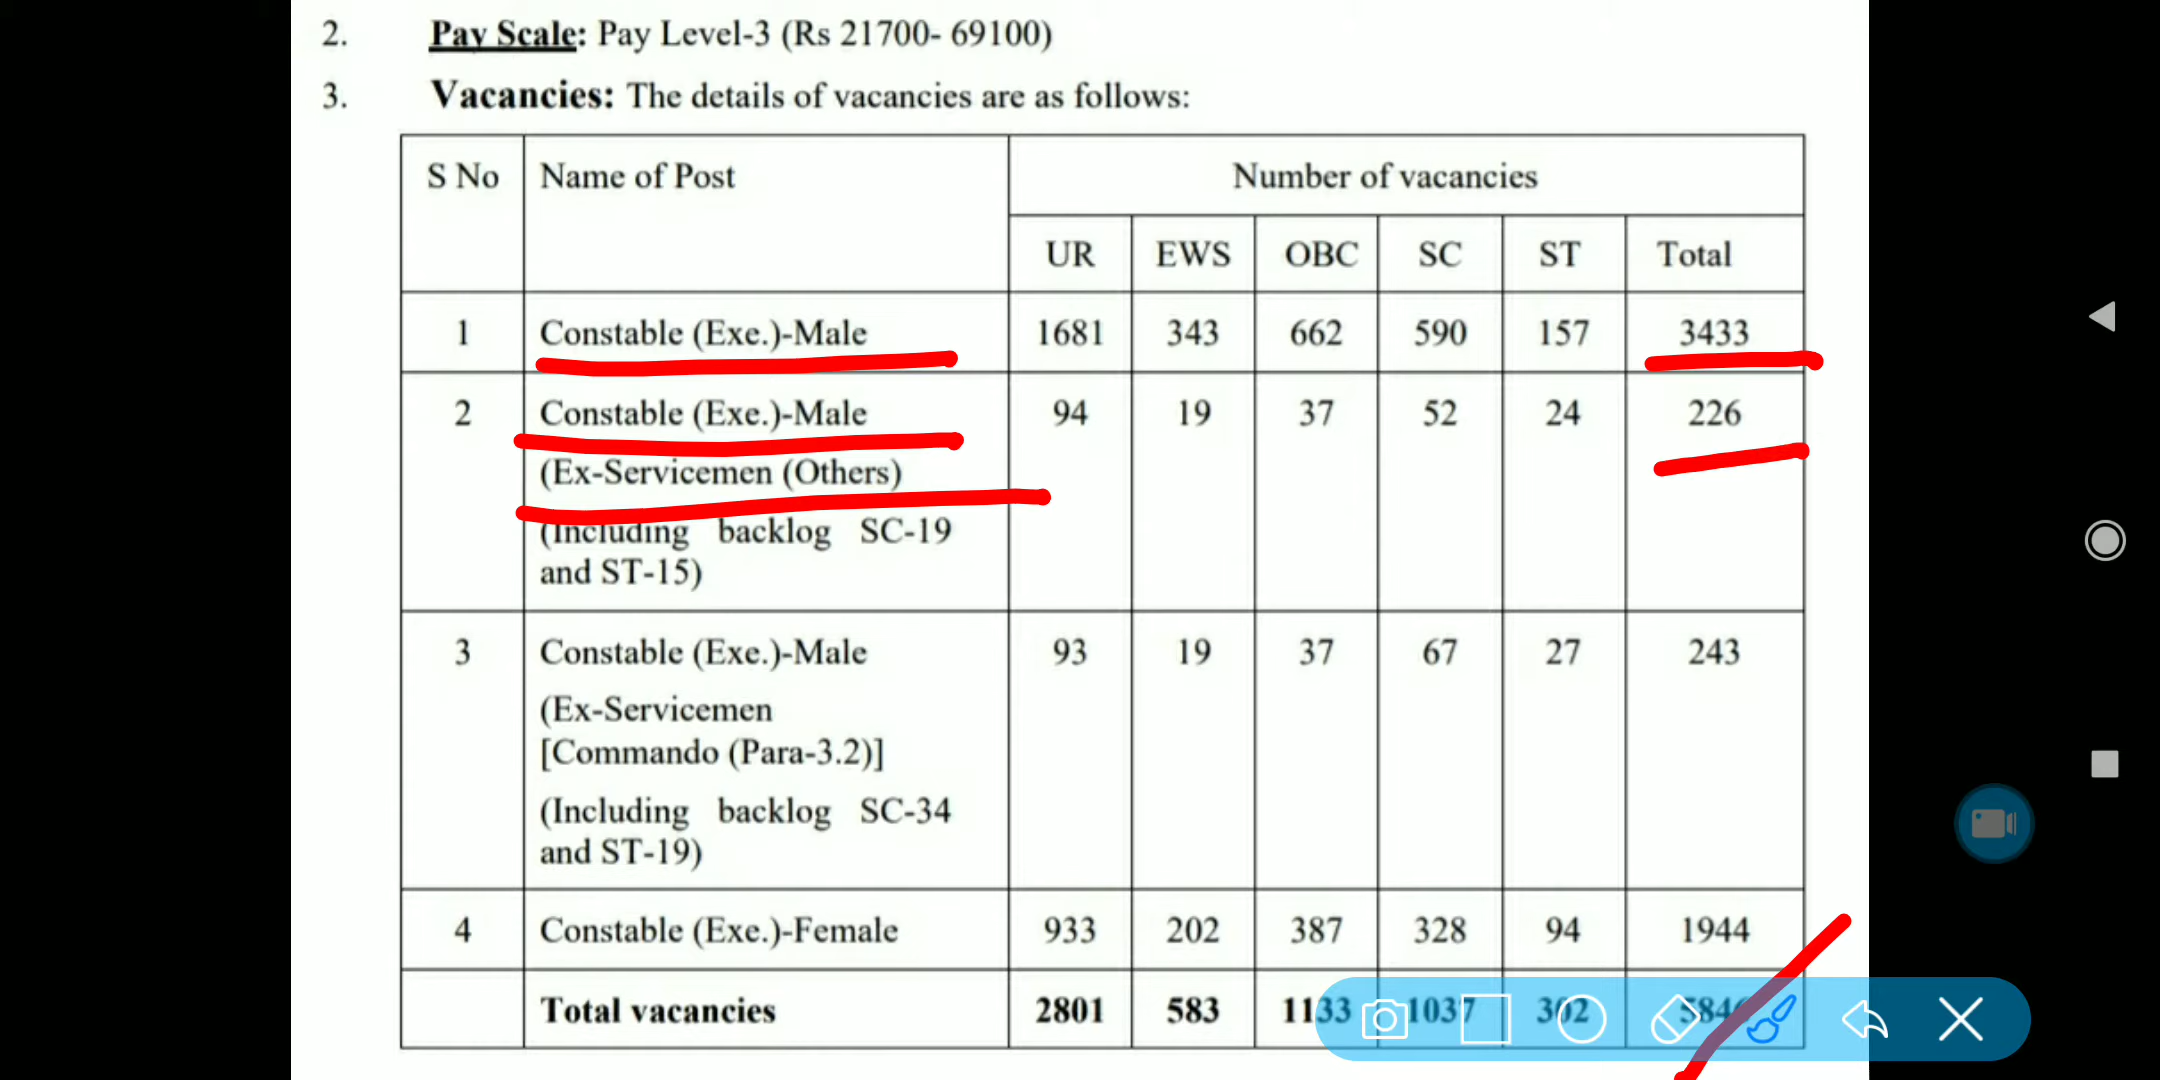 2. Pay Scale: Pay Level-3 (Rs 21700- 69100)
3. Vacancies: The details of vacancies are as follows:
S No Name of Post Number of vacancies
UR EWS OBC SC ST Total
1 Constable (Exe.)-Male 1681 343 662 590 157 3433
2 Constable (Exe.)-Male 94 19 37 52 24 226
(Ex-Servicemen (Others)
(Including backlog SC-19
and ST-15)
3 Constable (Exe.)-Male 93 19 37 67 27 243
(Ex-Servicemen
[Commando (Para-3.2)]
(Including backlog SC-34
and ST-19)
4 Constable (Exe.)-Female 933 202 387 328 94 1944
Total vacancies 2801 583 1133 1037 302 5846